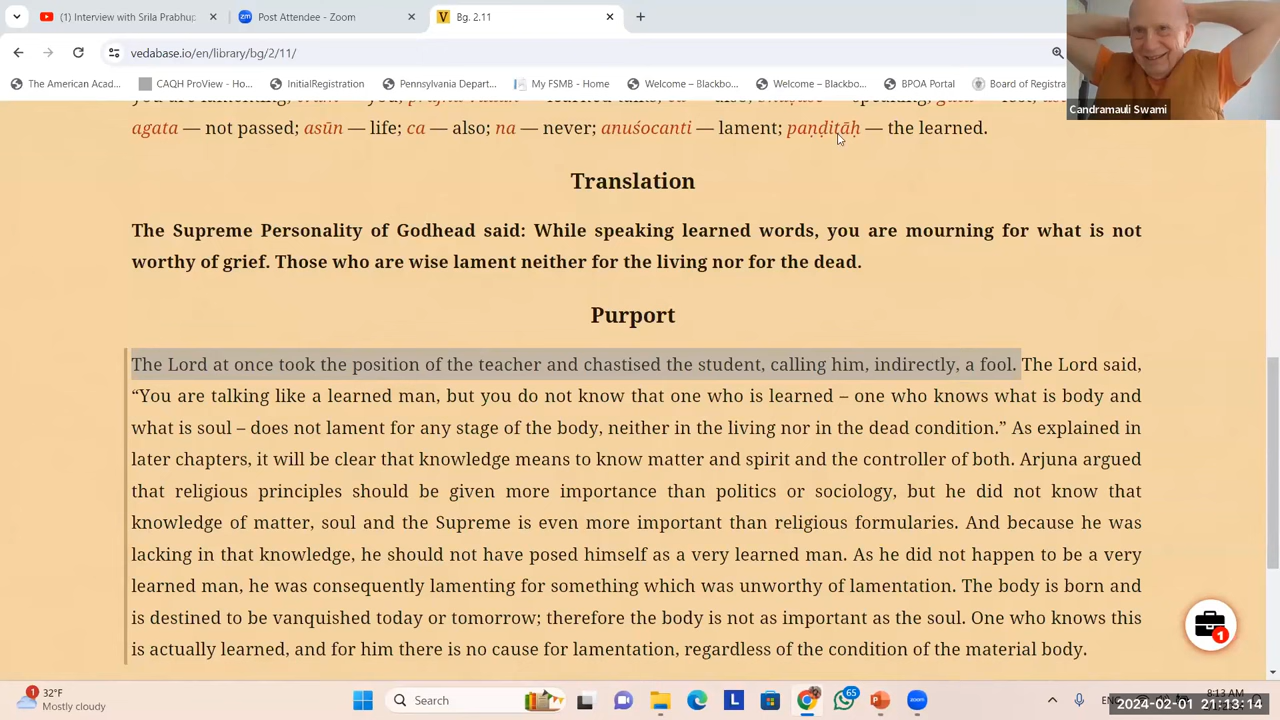 (1) Interview with Srila Prabhup
Post Attendee - Zoom
Bg. 2.11
vedabase.io/en/library/bg/2/11/
The American Acad...
CAQH ProView - Ho...
InitialRegistration
Pennsylvania Depart...
My FSMB - Home
Welcome – Blackbo...
Welcome – Blackbo...
BPOA Portal
Board of Registra
Candramauli Swami
agata — not passed; asūn — life; ca — also; na — never; anuśocanti — lament; paṇḍitāḥ — the learned.
Translation
The Supreme Personality of Godhead said: While speaking learned words, you are mourning for what is not
worthy of grief. Those who are wise lament neither for the living nor for the dead.
Purport
The Lord at once took the position of the teacher and chastised the student, calling him, indirectly, a fool. The Lord said,
“You are talking like a learned man, but you do not know that one who is learned – one who knows what is body and
what is soul – does not lament for any stage of the body, neither in the living nor in the dead condition.” As explained in
later chapters, it will be clear that knowledge means to know matter and spirit and the controller of both. Arjuna argued
that religious principles should be given more importance than politics or sociology, but he did not know that
knowledge of matter, soul and the Supreme is even more important than religious formularies. And because he was
lacking in that knowledge, he should not have posed himself as a very learned man. As he did not happen to be a very
learned man, he was consequently lamenting for something which was unworthy of lamentation. The body is born and
is destined to be vanquished today or tomorrow; therefore the body is not as important as the soul. One who knows this
is actually learned, and for him there is no cause for lamentation, regardless of the condition of the material body.
1
1
32°F
Mostly cloudy
Search
65
8:13 AM
2024-02-01 21:13:14